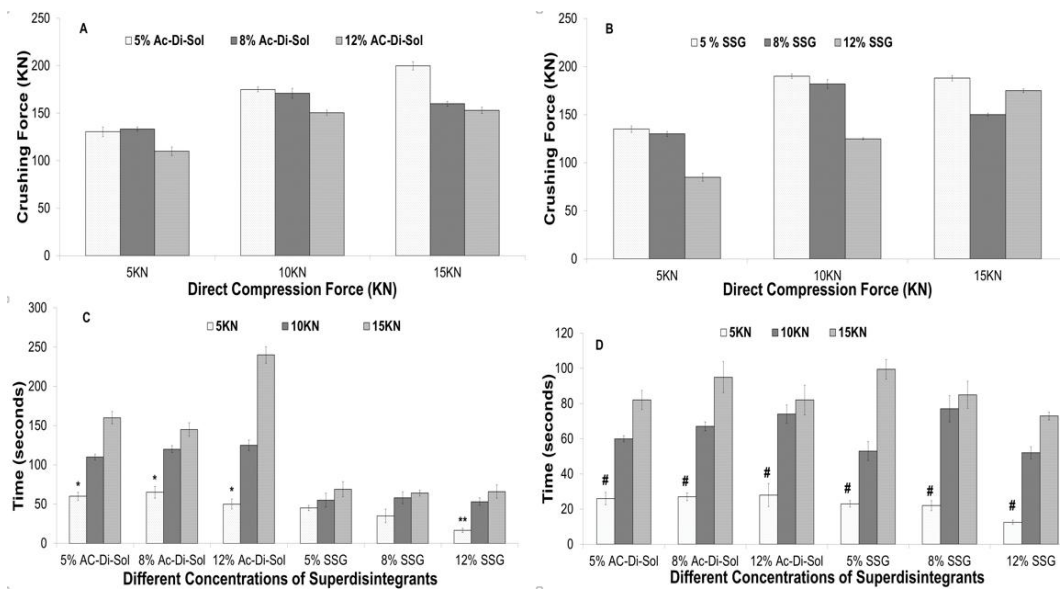 A
5% Ac-Di-Sol 8% Ac-Di-Sol 12% AC-Di-Sol
Crushing Force (KN)
250
200
150
100
50
0
5KN 10KN 15KN
Direct Compression Force (KN)
B
5 % SSG 8% SSG 12% SSG
Crushing Force (KN)
250
200
150
100
50
0
5KN 10KN 15KN
Direct Compression Force (KN)
C
5KN 10KN 15KN
Time (seconds)
300
250
200
150
100
50
0
* * * **
5% AC-Di-Sol 8% Ac-Di-Sol 12% Ac-Di-Sol 5% SSG 8% SSG 12% SSG
Different Concentrations of Superdisintegrants
D
5KN 10KN 15KN
Time (seconds)
120
100
80
60
40
20
0
# # # # # #
5% AC-Di-Sol 8% Ac-Di-Sol 12% Ac-Di-Sol 5% SSG 8% SSG 12% SSG
Different Concentrations of Superdisintegrants